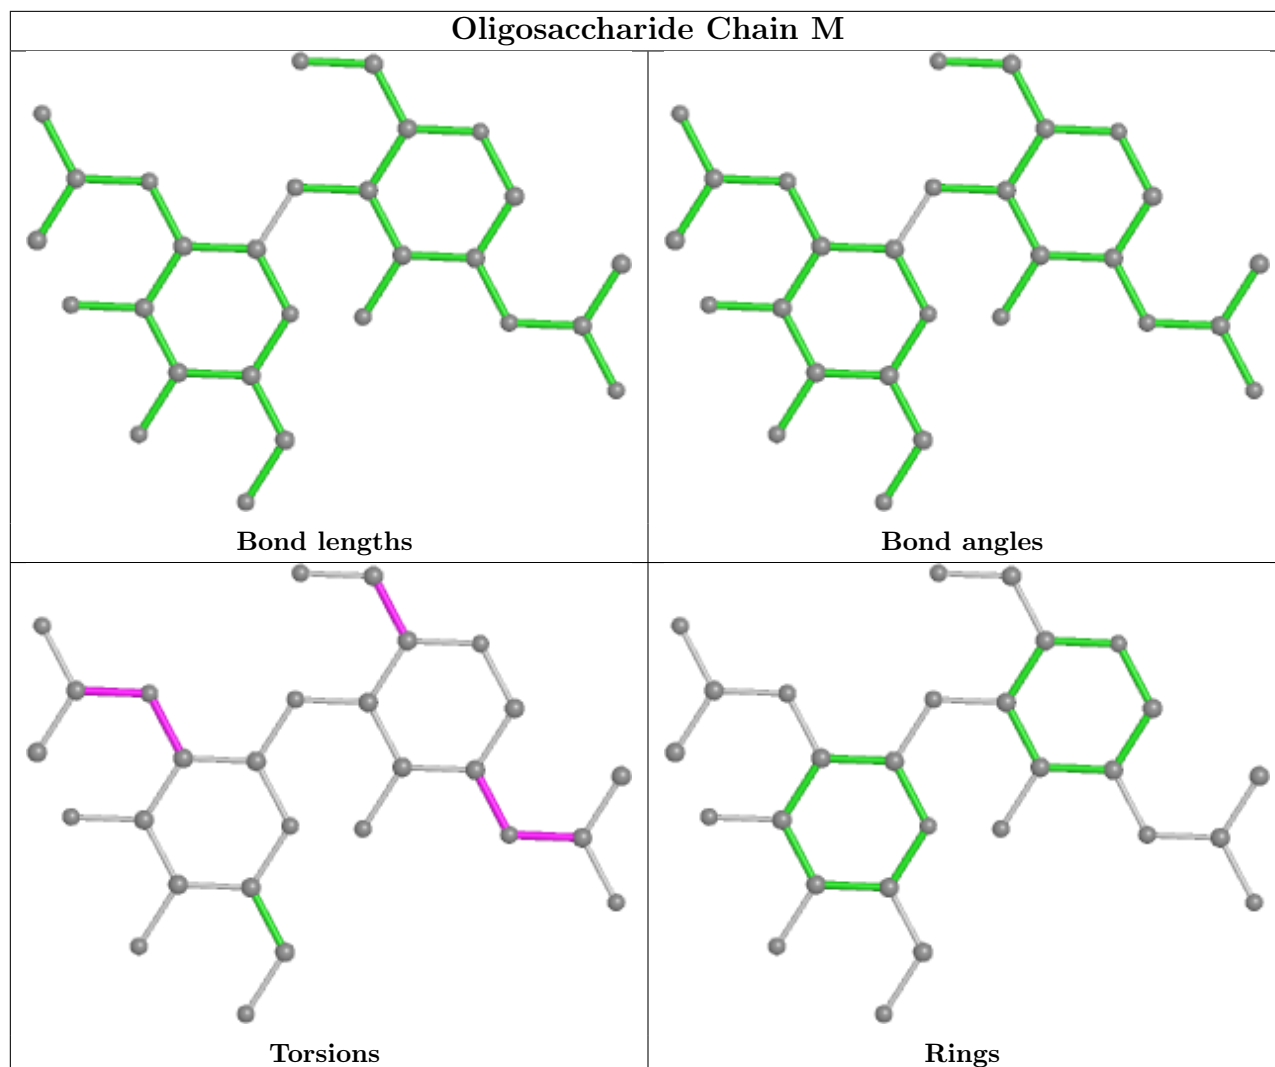 Oligosaccharide Chain M
Bond lengths
Bond angles
Torsions
Rings